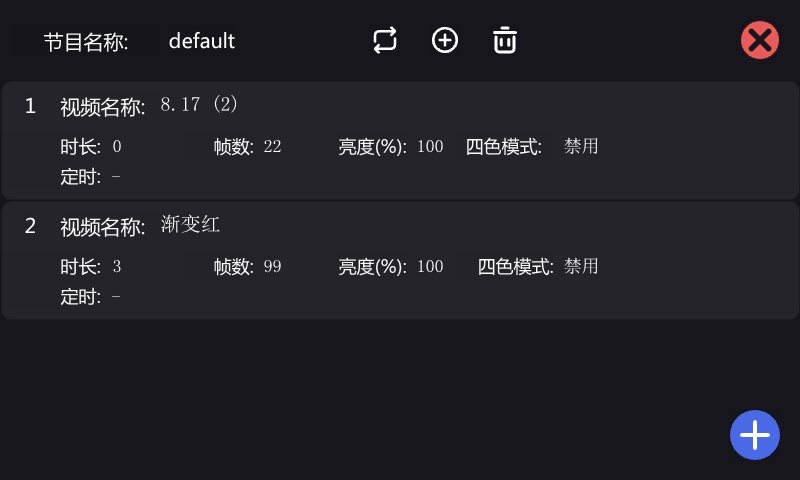 节目名称: default
1 视频名称: 8.17（2）
时长: 0 帧数: 22 亮度(%): 100 四色模式: 禁用
定时: –
2 视频名称: 渐变红
时长: 3 帧数: 99 亮度(%): 100 四色模式: 禁用
定时: –